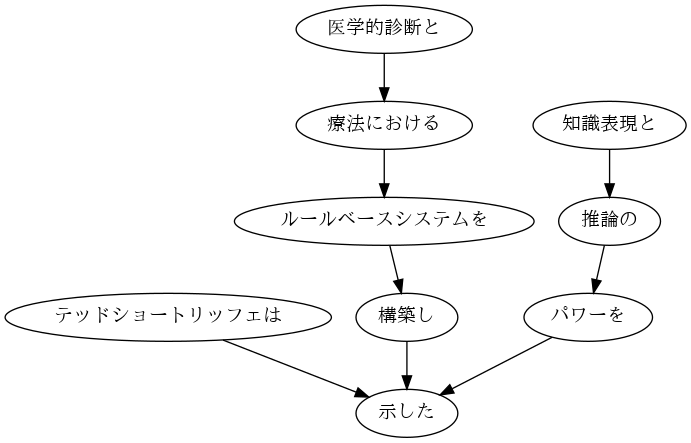 医学的診断と
療法における
知識表現と
ルールベースシステムを
推論の
テッドショートリッフェは
構築し
パワーを
示した